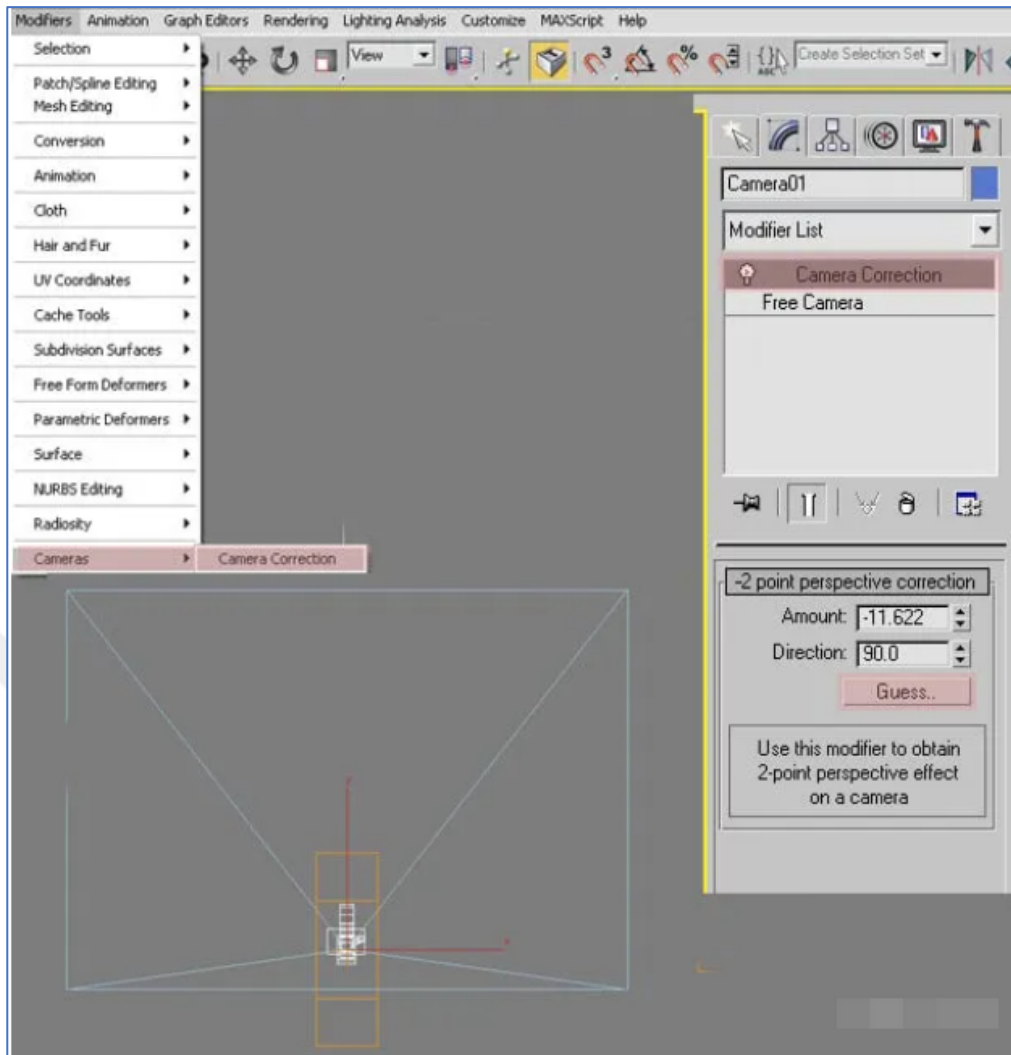 Modifiers Animation Graph Editors Rendering Lighting Analysis Customize MAXScript Help
Selection
Patch/Spline Editing
Mesh Editing
Conversion
Animation
Cloth
Hair and Fur
UV Coordinates
Cache Tools
Subdivision Surfaces
Free Form Deformers
Parametric Deformers
Surface
NURBS Editing
Radiosity
Cameras
Camera Correction
View
3
%
{}
ABC
Create Selection Set
Camera01
Modifier List
Camera Correction
Free Camera
-2 point perspective correction
Amount: -11.622
Direction: 90.0
Guess..
Use this modifier to obtain
2-point perspective effect
on a camera